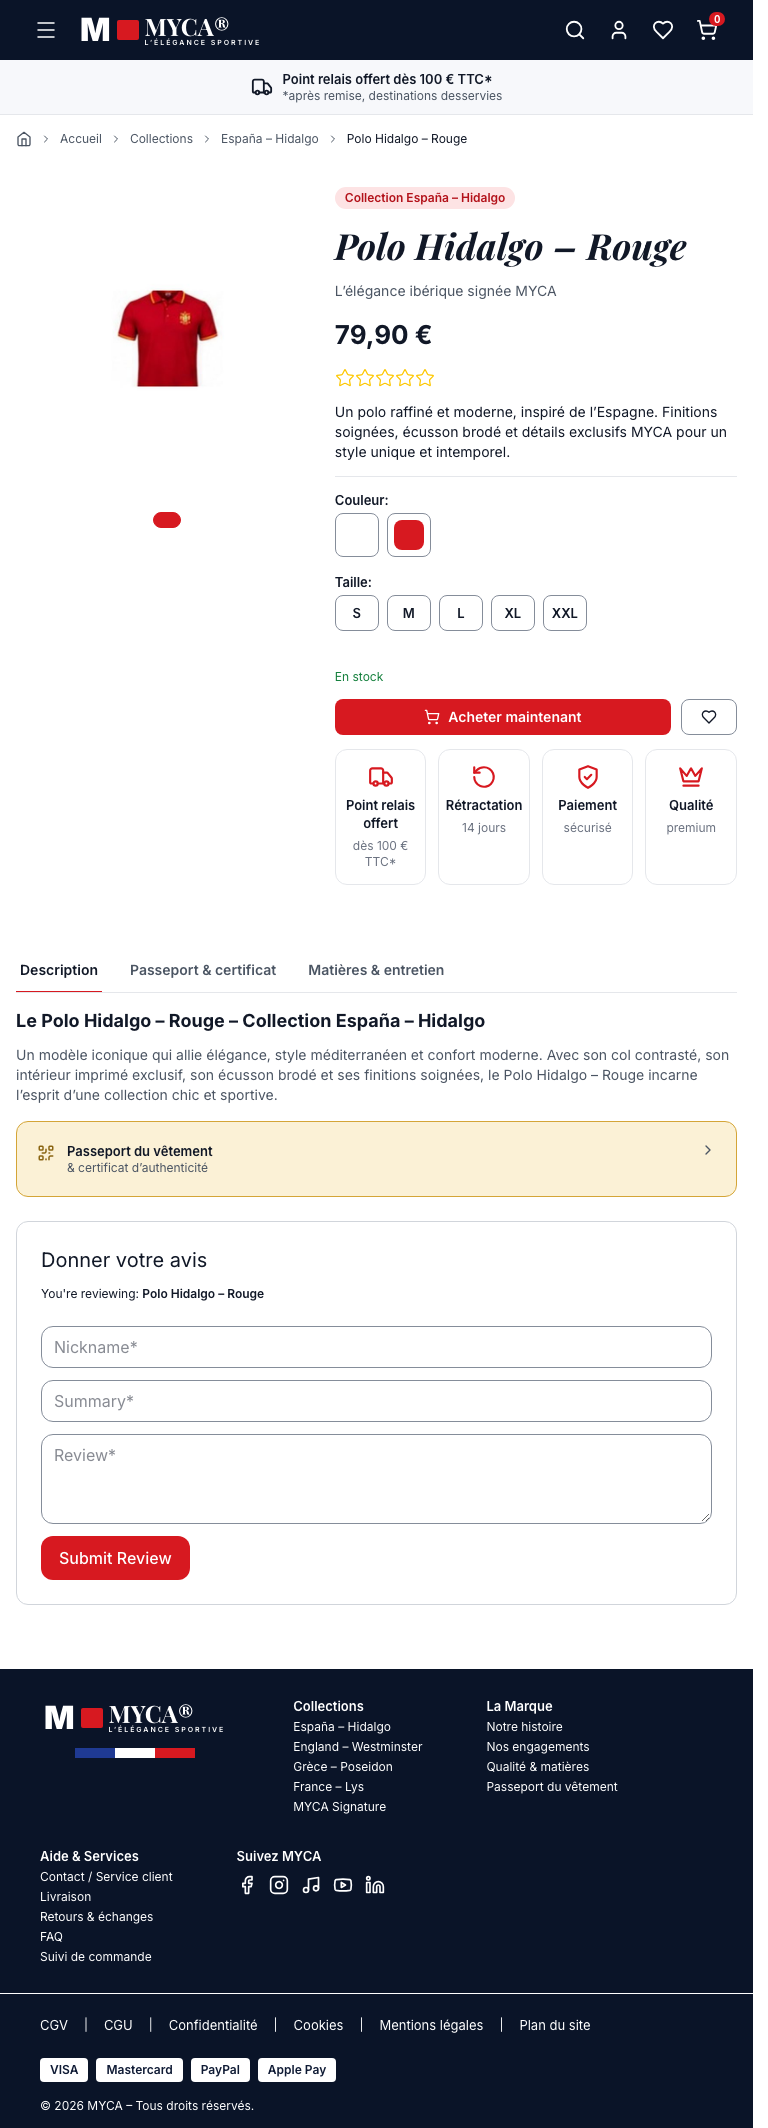 M MYCA®
L'ÉLÉGANCE SPORTIVE
0
Point relais offert dès 100 € TTC*
*après remise, destinations desservies
Accueil
Collections
España – Hidalgo
Polo Hidalgo – Rouge
Collection España – Hidalgo
Polo Hidalgo – Rouge
L’élégance ibérique signée MYCA
79,90 €
Un polo raffiné et moderne, inspiré de l’Espagne. Finitions
soignées, écusson brodé et détails exclusifs MYCA pour un
style unique et intemporel.
Couleur:
Taille:
S
M
L
XL
XXL
En stock
Acheter maintenant
Point relais
offert
dès 100 €
TTC*
Rétractation
14 jours
Paiement
sécurisé
Qualité
premium
Description
Passeport & certificat
Matières & entretien
Le Polo Hidalgo – Rouge – Collection España – Hidalgo
Un modèle iconique qui allie élégance, style méditerranéen et confort moderne. Avec son col contrasté, son
intérieur imprimé exclusif, son écusson brodé et ses finitions soignées, le Polo Hidalgo – Rouge incarne
l’esprit d’une collection chic et sportive.
Passeport du vêtement
& certificat d’authenticité
Donner votre avis
You're reviewing: Polo Hidalgo – Rouge
Nickname*
Summary*
Review*
Submit Review
M MYCA®
L'ÉLÉGANCE SPORTIVE
Collections
España – Hidalgo
England – Westminster
Grèce – Poseidon
France – Lys
MYCA Signature
La Marque
Notre histoire
Nos engagements
Qualité & matières
Passeport du vêtement
Aide & Services
Contact / Service client
Livraison
Retours & échanges
FAQ
Suivi de commande
Suivez MYCA
CGV | CGU | Confidentialité | Cookies | Mentions légales | Plan du site
VISA
Mastercard
PayPal
Apple Pay
© 2026 MYCA – Tous droits réservés.